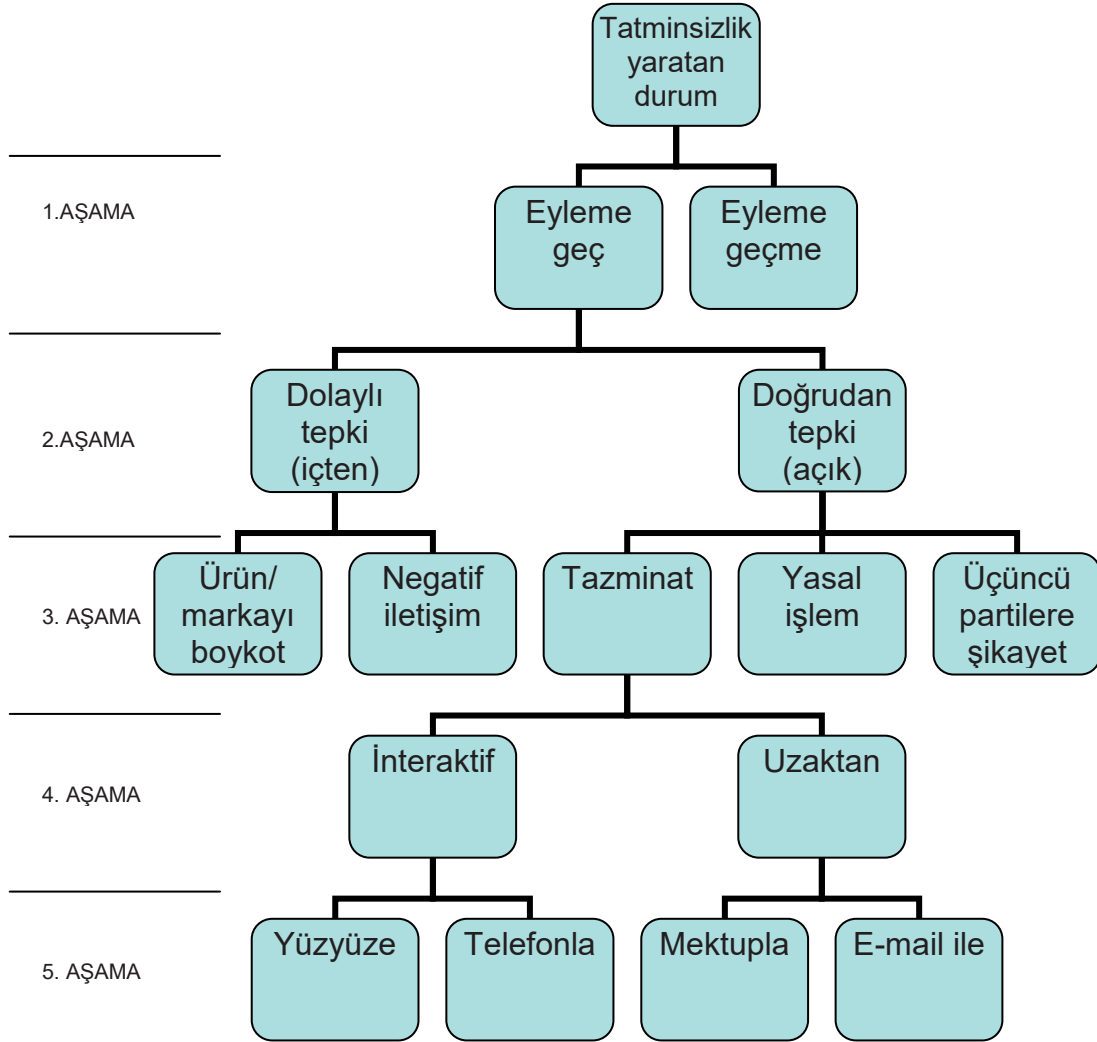 Tatminsizlik
yaratan
durum
1.AŞAMA
Eyleme
geç
Eyleme
geçme
2.AŞAMA
Dolaylı
tepki
(içten)
Doğrudan
tepki
(açık)
3. AŞAMA
Ürün/
markayı
boykot
Negatif
iletişim
Tazminat
Yasal
işlem
Üçüncü
partilere
şikayet
4. AŞAMA
İnteraktif
Uzaktan
5. AŞAMA
Yüzyüze
Telefonla
Mektupla
E-mail ile